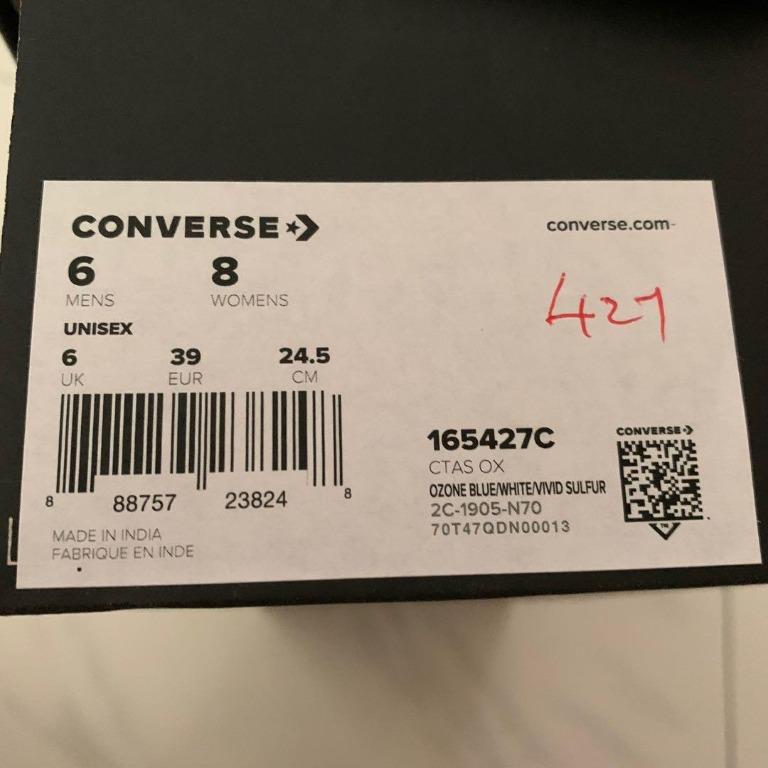 CONVERSE
converse.com
6 8
MENS WOMENS
427
UNISEX
6 39 24.5
UK EUR CM
8 88757 23824 8
165427C
CTAS OX
OZONE BLUE/WHITE/VIVID SULFUR
2C-1905-N70
70T47QDN00013
CONVERSE
MADE IN INDIA
FABRIQUE EN INDE